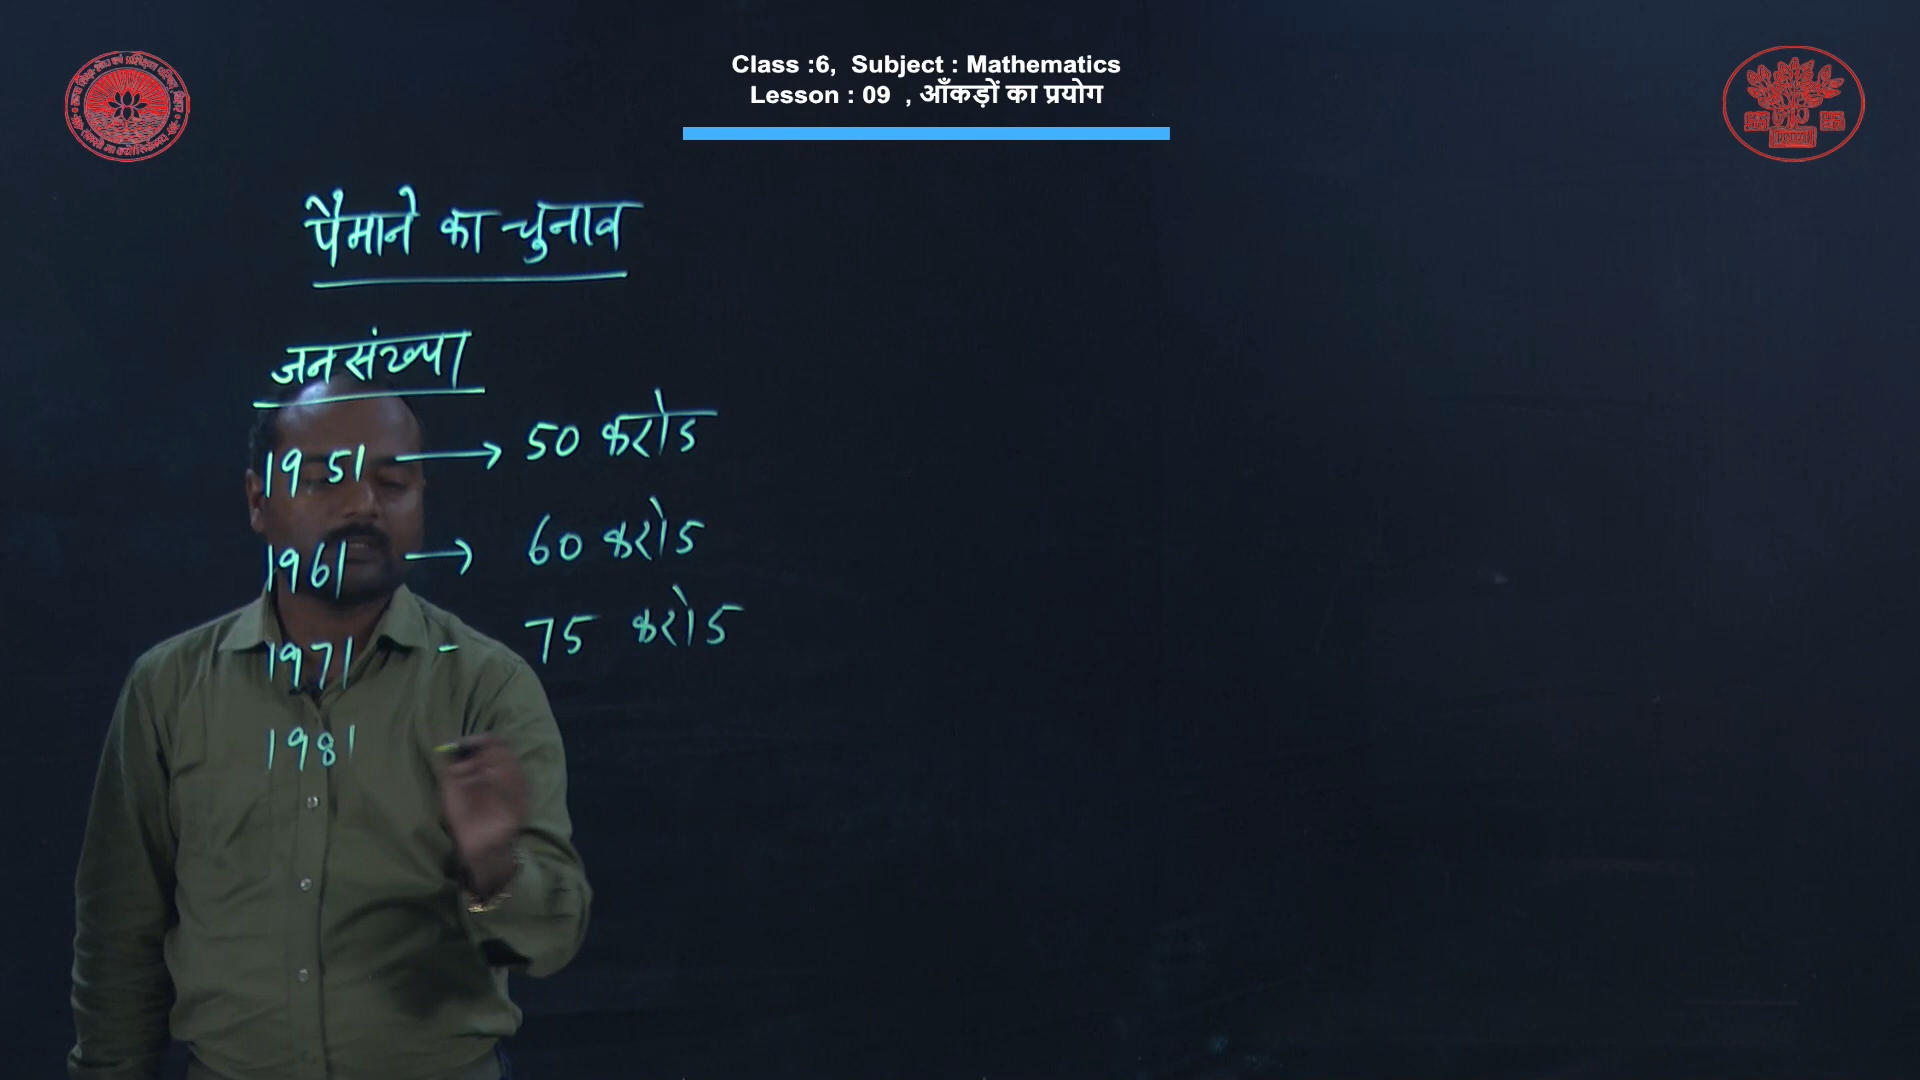 Class :6, Subject : Mathematics
Lesson : 09 , आँकड़ों का प्रयोग
पैमाने का चुनाव
जनसंख्या
1951 → 50 करोड
1961 → 60 करोड
1971 - 75 करोड
1981